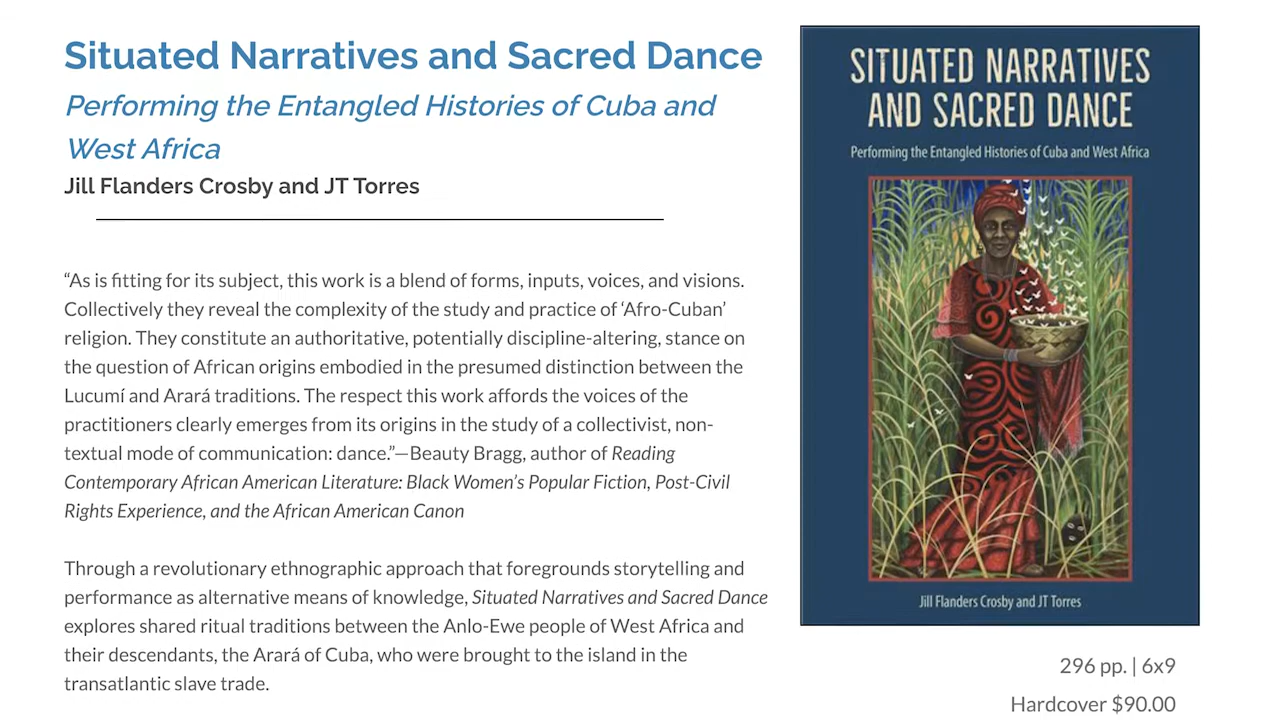 Situated Narratives and Sacred Dance
Performing the Entangled Histories of Cuba and
West Africa
Jill Flanders Crosby and JT Torres
“As is fitting for its subject, this work is a blend of forms, inputs, voices, and visions.
Collectively they reveal the complexity of the study and practice of ‘Afro-Cuban’
religion. They constitute an authoritative, potentially discipline-altering, stance on
the question of African origins embodied in the presumed distinction between the
Lucumí and Arará traditions. The respect this work affords the voices of the
practitioners clearly emerges from its origins in the study of a collectivist, non-
textual mode of communication: dance.”—Beauty Bragg, author of Reading
Contemporary African American Literature: Black Women’s Popular Fiction, Post-Civil
Rights Experience, and the African American Canon
Through a revolutionary ethnographic approach that foregrounds storytelling and
performance as alternative means of knowledge, Situated Narratives and Sacred Dance
explores shared ritual traditions between the Anlo-Ewe people of West Africa and
their descendants, the Arará of Cuba, who were brought to the island in the
transatlantic slave trade.
SITUATED NARRATIVES
AND SACRED DANCE
Performing the Entangled Histories of Cuba and West Africa
Jill Flanders Crosby and JT Torres
296 pp. | 6x9
Hardcover $90.00